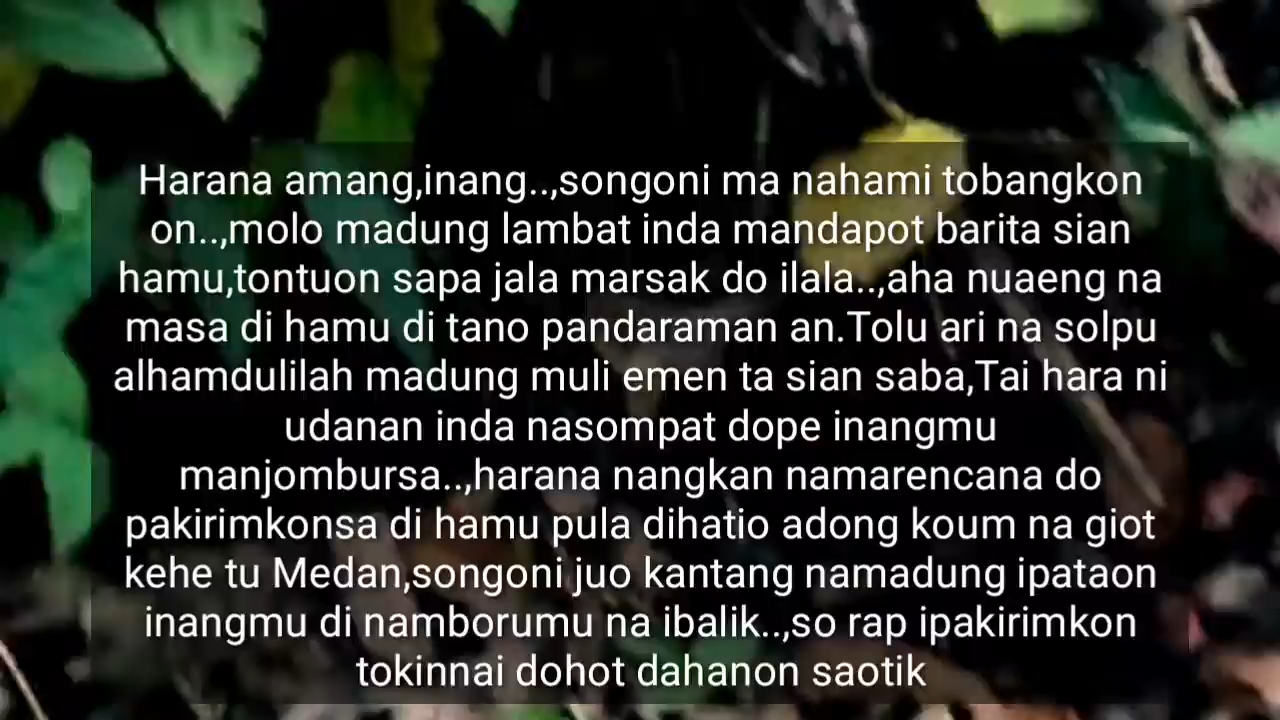 Harana amang,inang..,songoni ma nahami tobangkon
on..,molo madung lambat inda mandapot barita sian
hamu,tontuon sapa jala marsak do ilala..,aha nuaeng na
masa di hamu di tano pandaraman an.Tolu ari na solpu
alhamdulilah madung muli emen ta sian saba,Tai hara ni
udanan inda nasompat dope inangmu
manjombursa..,harana nangkan namarencana do
pakirimkonsa di hamu pula dihatio adong koum na giot
kehe tu Medan,songoni juo kantang namadung ipataon
inangmu di namborumu na ibalik..,so rap ipakirimkon
tokinnai dohot dahanon saotik